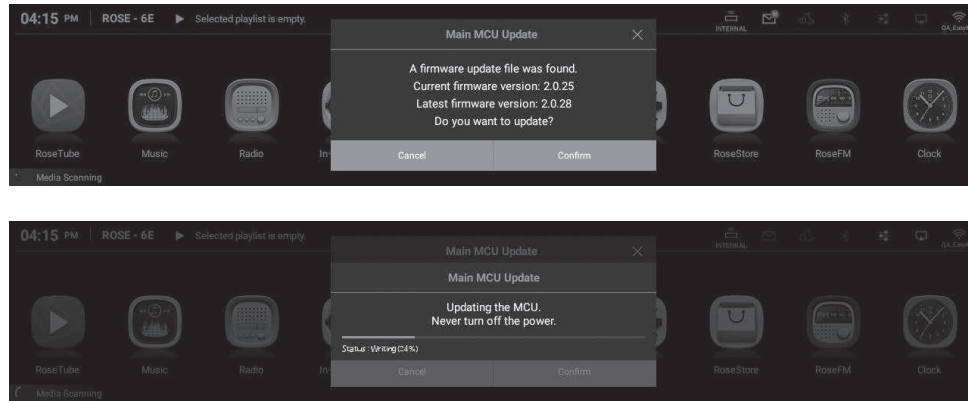 04:15 PM | ROSE - 6E ▶ Selected playlist is empty.
INTERNAL
Main MCU Update
A firmware update file was found.
Current firmware version: 2.0.25
Latest firmware version: 2.0.28
Do you want to update?
Cancel Confirm
RoseTube Music Radio In- RoseStore RoseFM Clock
Media Scanning
04:15 PM | ROSE - 6E ▶ Selected playlist is empty.
INTERNAL
Main MCU Update
Main MCU Update
Updating the MCU.
Never turn off the power.
Status : Writing (24%)
Cancel Confirm
RoseTube Music Radio In- RoseStore RoseFM Clock
Media Scanning